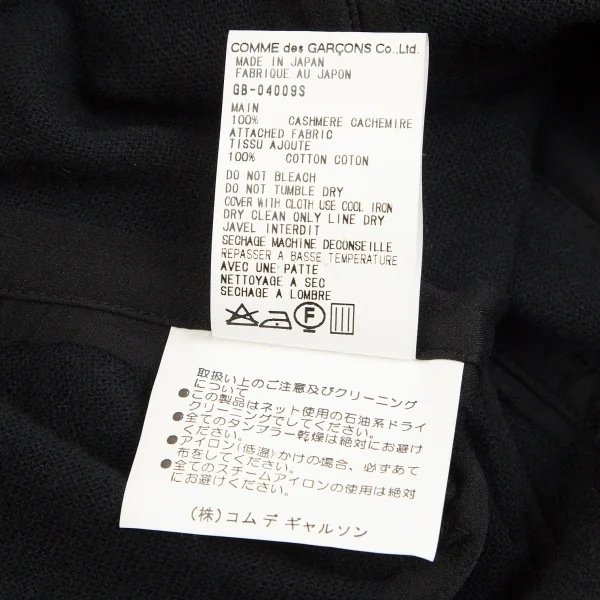 COMME des GARÇONS Co.,Ltd.
MADE IN JAPAN
FABRIQUE AU JAPON
GB-04009S
MAIN
100% CASHMERE CACHEMIRE
ATTACHED FABRIC
TISSU AJOUTE
100% COTTON COTON
DO NOT BLEACH
DO NOT TUMBLE DRY
COVER WITH CLOTH USE COOL IRON
DRY CLEAN ONLY LINE DRY
JAVEL INTERDIT
SECHAGE MACHINE DECONSEILLE
REPASSER A BASSE TEMPERATURE
AVEC UNE PATTE
NETTOYAGE A SEC
SECHAGE A LOMBRE
F
取扱い上のご注意及びクリーニング
について
●この製品はネット使用の石油系ドライ
クリーニングでしてください。
●全てのタンブラー乾燥は絶対にお避け
ください。
●アイロン(低温)かけの場合、必ずあて
布をしてください。
●全てのスチームアイロンの使用は絶対
にお避けください。
(株)コム デ ギャルソン